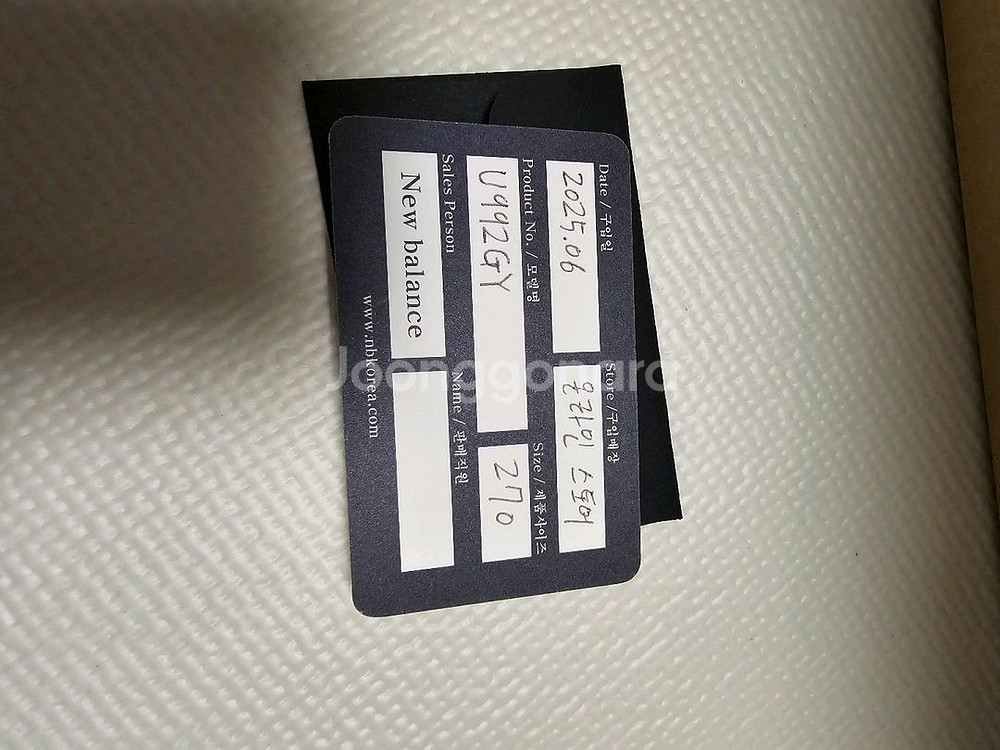 Date / 구입일
2025.06
Store / 구입매장
온라인 스토어
Product No. / 모델명
U992GY
Size / 제품사이즈
270
Sales Person
New balance
Name / 판매직원
www.nbkorea.com
Joonggonara